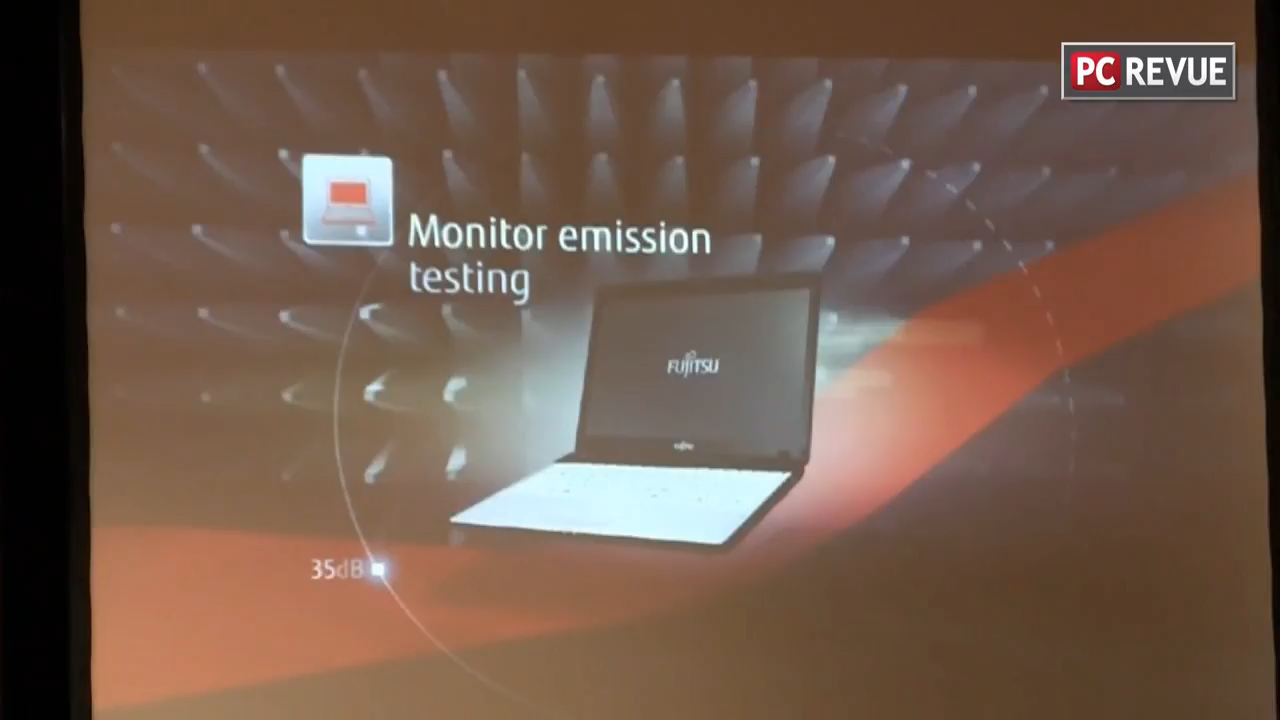 PC REVUE
Monitor emission
testing
FUJITSU
35dB